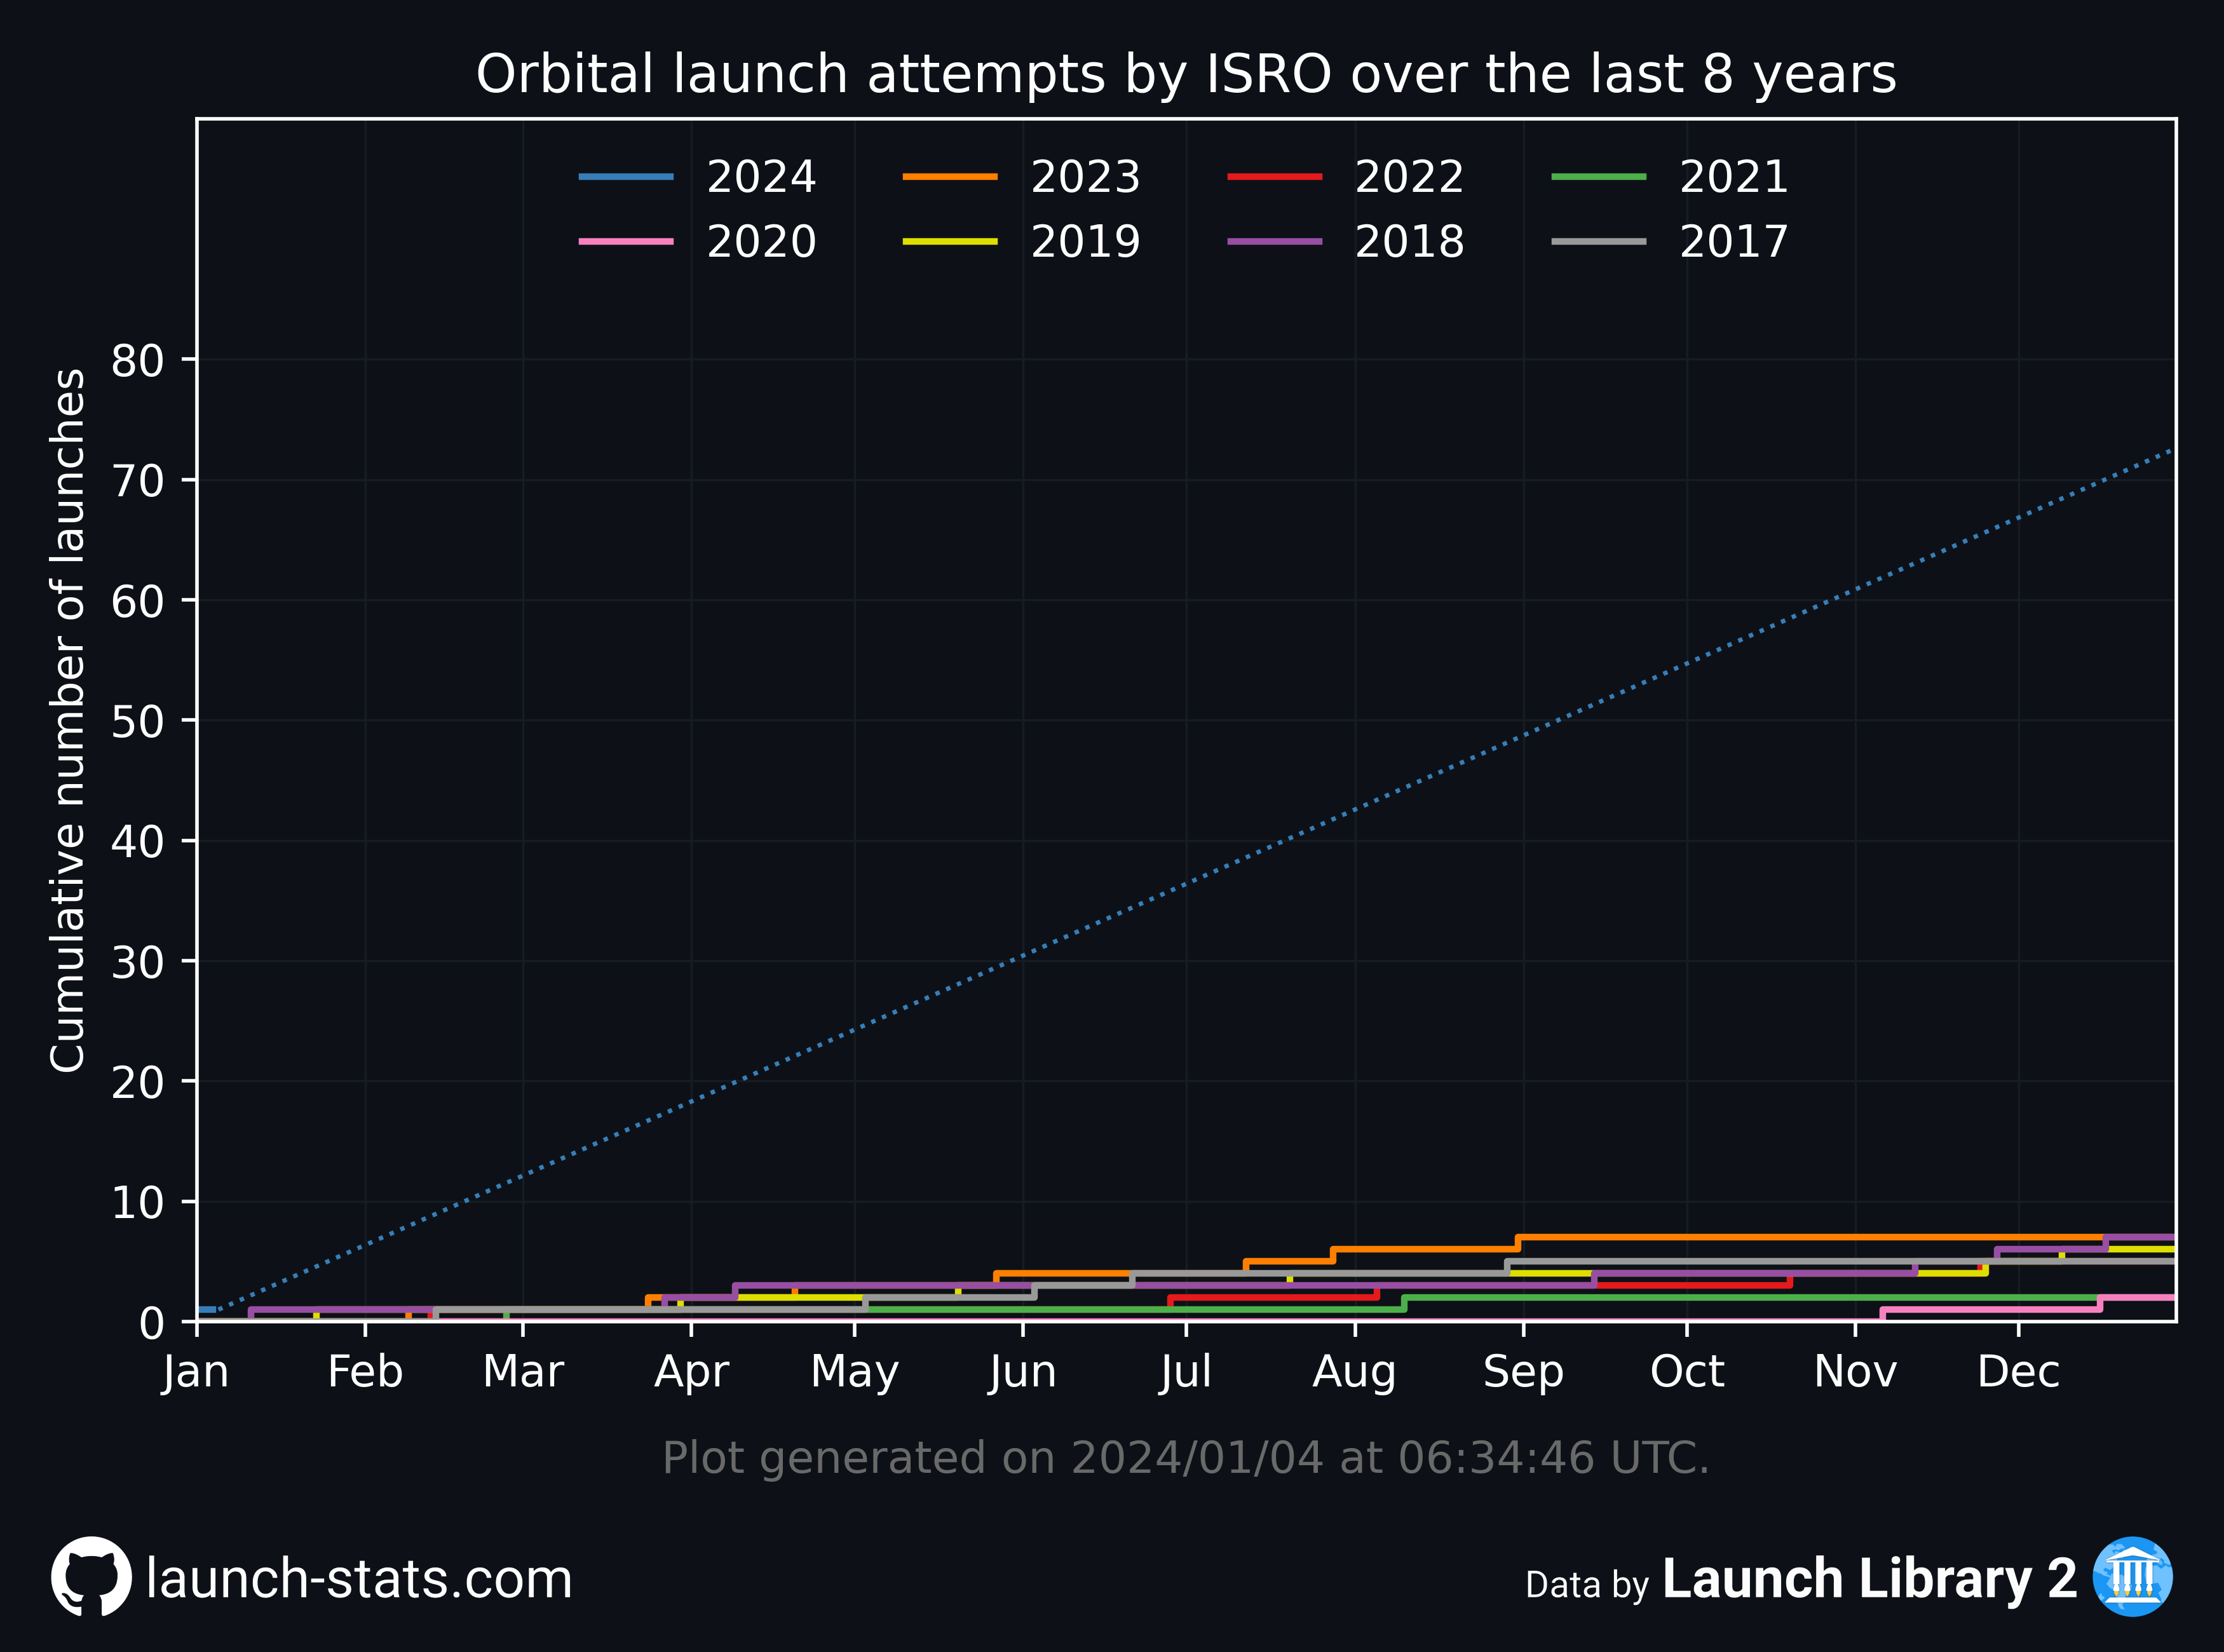 Orbital launch attempts by ISRO over the last 8 years
2024 2023 2022 2021
2020 2019 2018 2017
Cumulative number of launches
80
70
60
50
40
30
20
10
0
Jan Feb Mar Apr May Jun Jul Aug Sep Oct Nov Dec
Plot generated on 2024/01/04 at 06:34:46 UTC.
launch-stats.com
Data by Launch Library 2